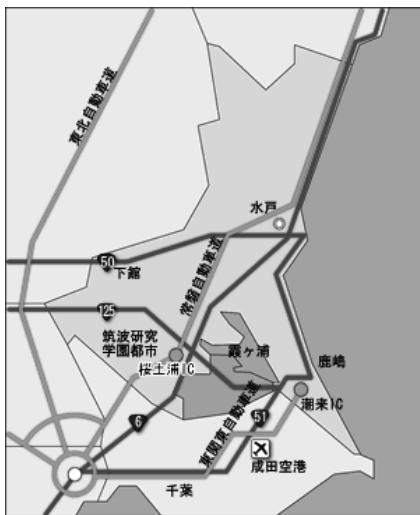 東北自動車道
水戸
50
下館
常磐自動車道
125
筑波研究
学園都市
霞ヶ浦
鹿嶋
桜土浦IC
潮来IC
6
東関東自動車道
51
成田空港
千葉